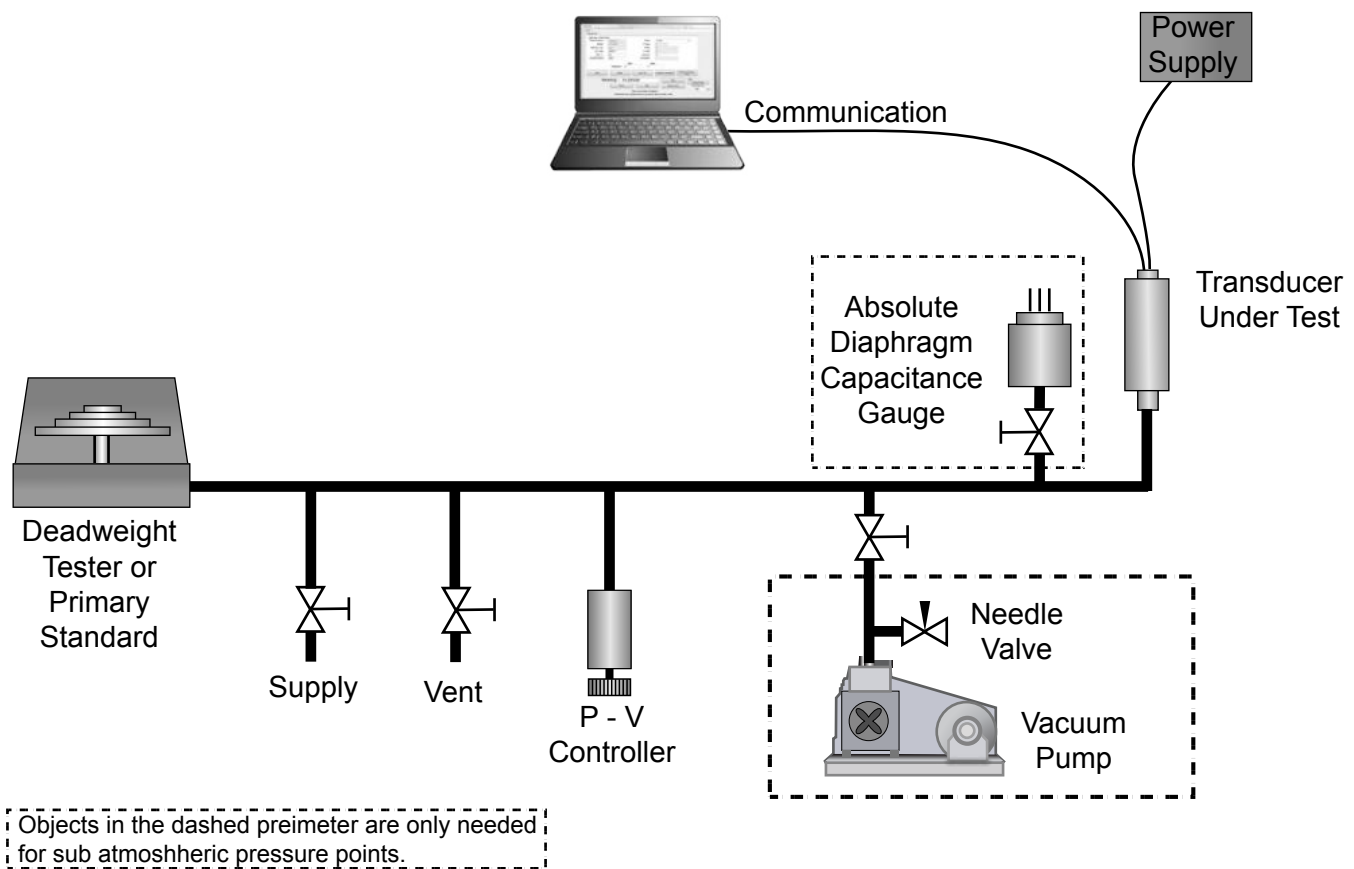 Power
Supply
Communication
Transducer
Under Test
Absolute
Diaphragm
Capacitance
Gauge
Deadweight
Tester or
Primary
Standard
Supply
Vent
P - V
Controller
Needle
Valve
Vacuum
Pump
Objects in the dashed preimeter are only needed
for sub atmoshheric pressure points.